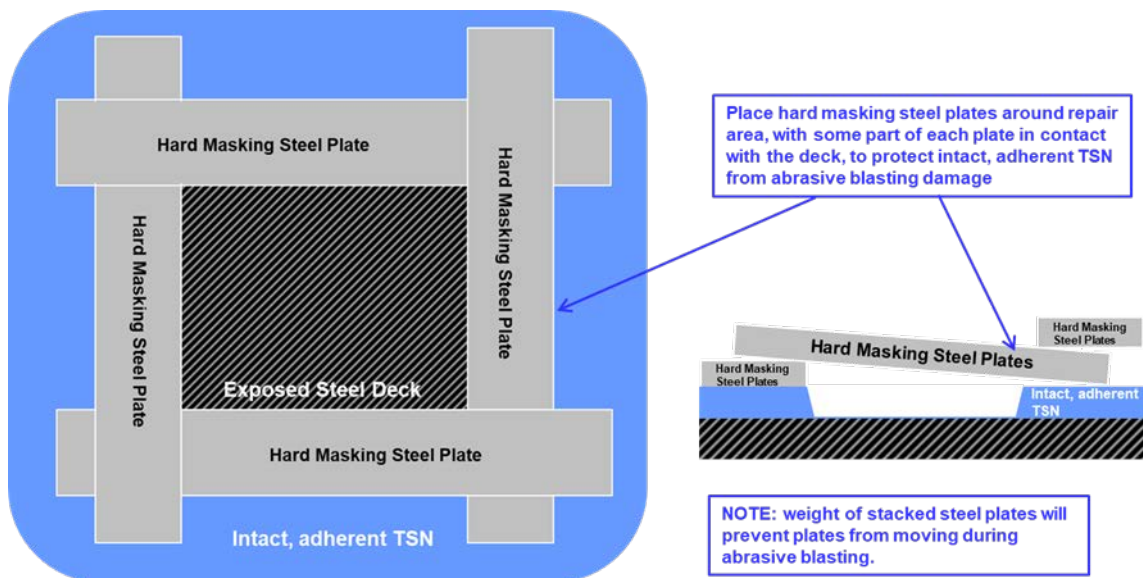 Hard Masking Steel Plate
Hard Masking Steel Plate
Hard Masking Steel Plate
Exposed Steel Deck
Hard Masking Steel Plate
Intact, adherent TSN
Place hard masking steel plates around repair
area, with some part of each plate in contact
with the deck, to protect intact, adherent TSN
from abrasive blasting damage
Hard Masking
Steel Plates
Hard Masking Steel Plates
Hard Masking
Steel Plates
Intact, adherent
TSN
NOTE: weight of stacked steel plates will
prevent plates from moving during
abrasive blasting.